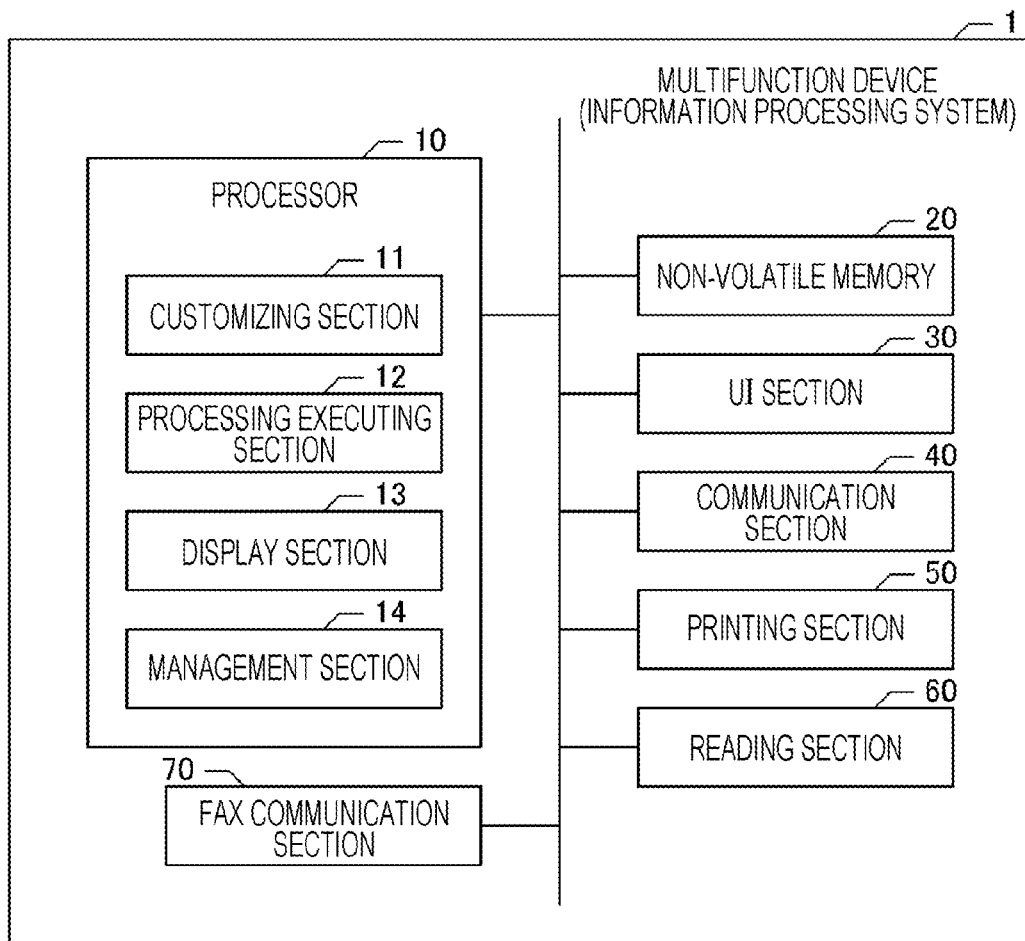 1
MULTIFUNCTION DEVICE
(INFORMATION PROCESSING SYSTEM)
10
PROCESSOR
11
CUSTOMIZING SECTION
12
PROCESSING EXECUTING
SECTION
13
DISPLAY SECTION
14
MANAGEMENT SECTION
70
FAX COMMUNICATION
SECTION
20
NON-VOLATILE MEMORY
30
UI SECTION
40
COMMUNICATION
SECTION
50
PRINTING SECTION
60
READING SECTION